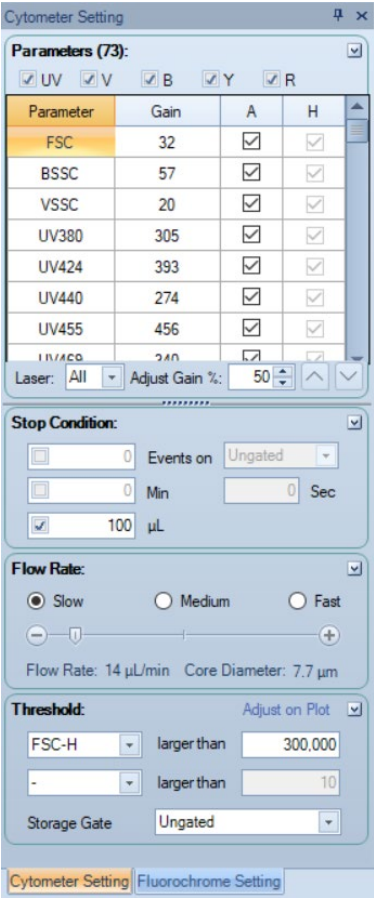 Cytometer Setting
Parameters (73):
UV V B Y R
Parameter Gain A H
FSC 32
BSSC 57
VSSC 20
UV380 305
UV424 393
UV440 274
UV455 456
UV469 340
Laser: All Adjust Gain %: 50
Stop Condition:
0 Events on Ungated
0 Min 0 Sec
100 µL
Flow Rate:
Slow Medium Fast
Flow Rate: 14 µL/min Core Diameter: 7.7 µm
Threshold: Adjust on Plot
FSC-H larger than 300,000
- larger than 10
Storage Gate Ungated
Cytometer Setting Fluorochrome Setting